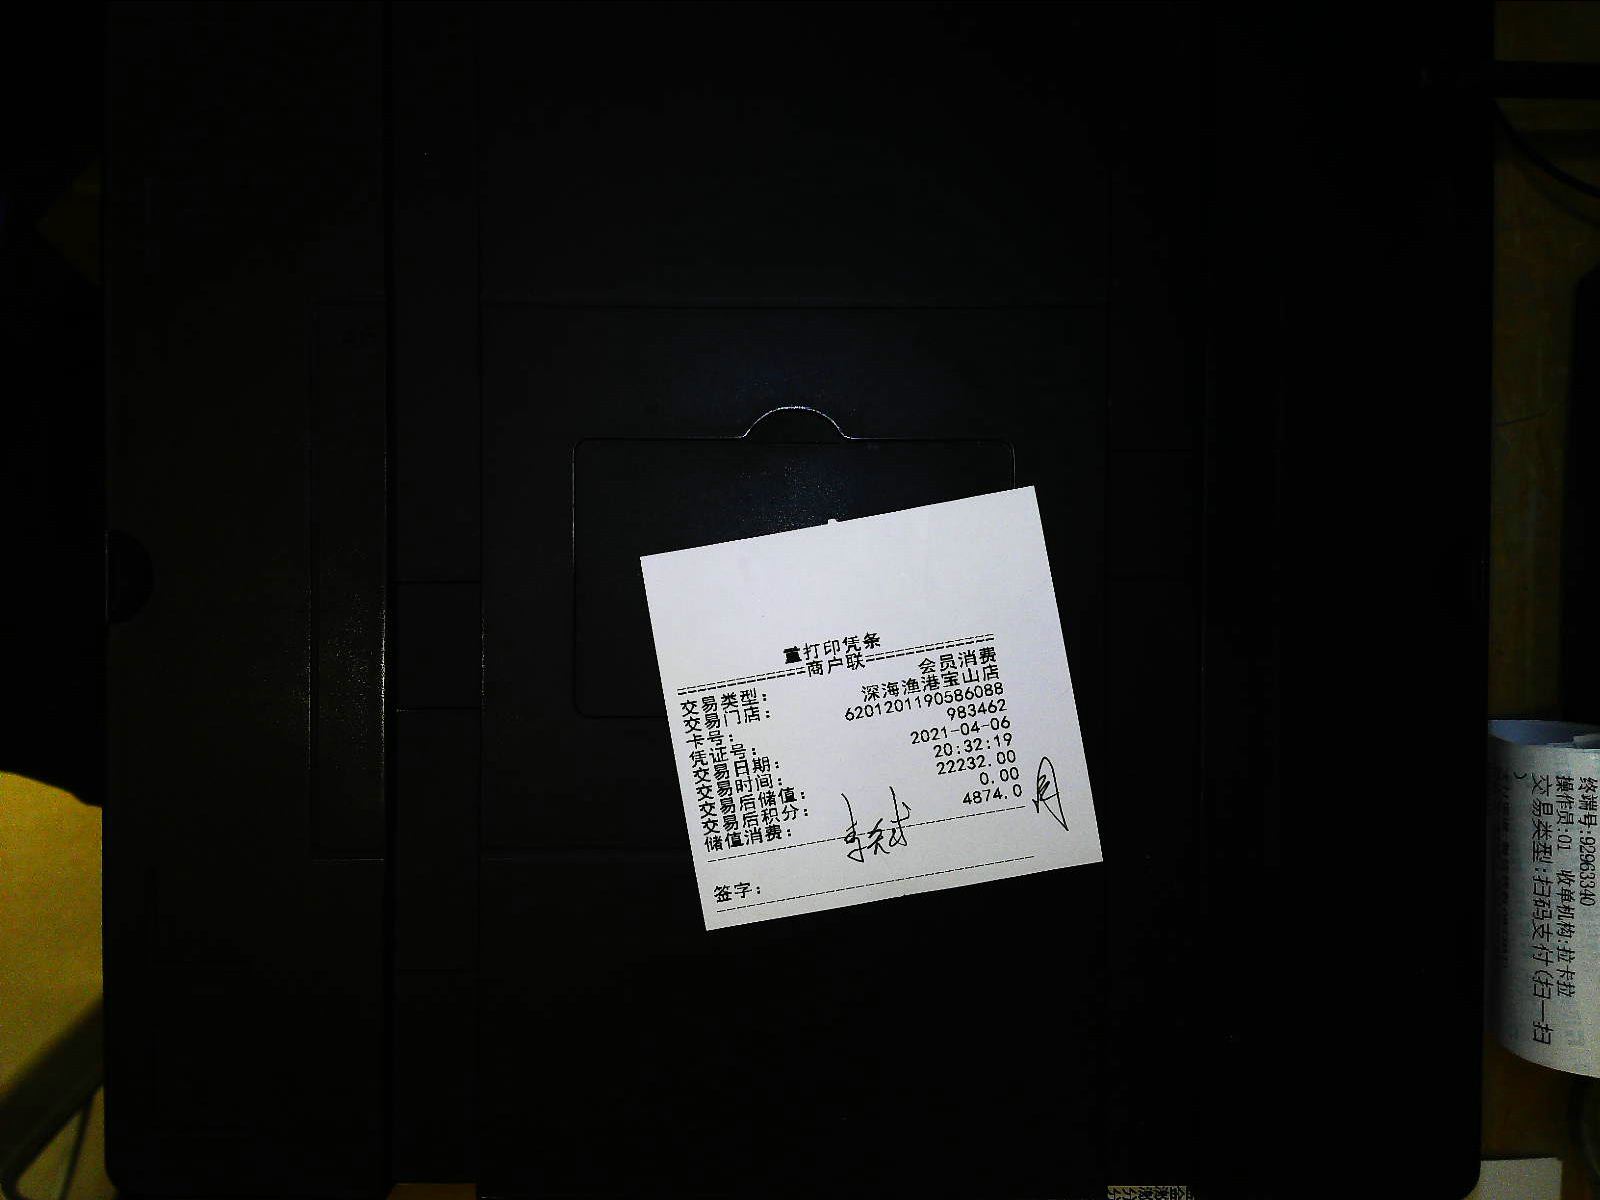 重打印凭条
==============商户联==============
交易类型: 会员消费
交易门店: 深海渔港宝山店
卡号: 6201201190586088
凭证号: 983462
交易日期: 2021-04-06
交易时间: 20:32:19
交易后储值: 22232.00
交易后积分: 0.00
储值消费: 4874.0
签字:
终端号:92963340
操作员:01 收单机构:拉卡拉
交易类型:扫码支付(扫一扫
)